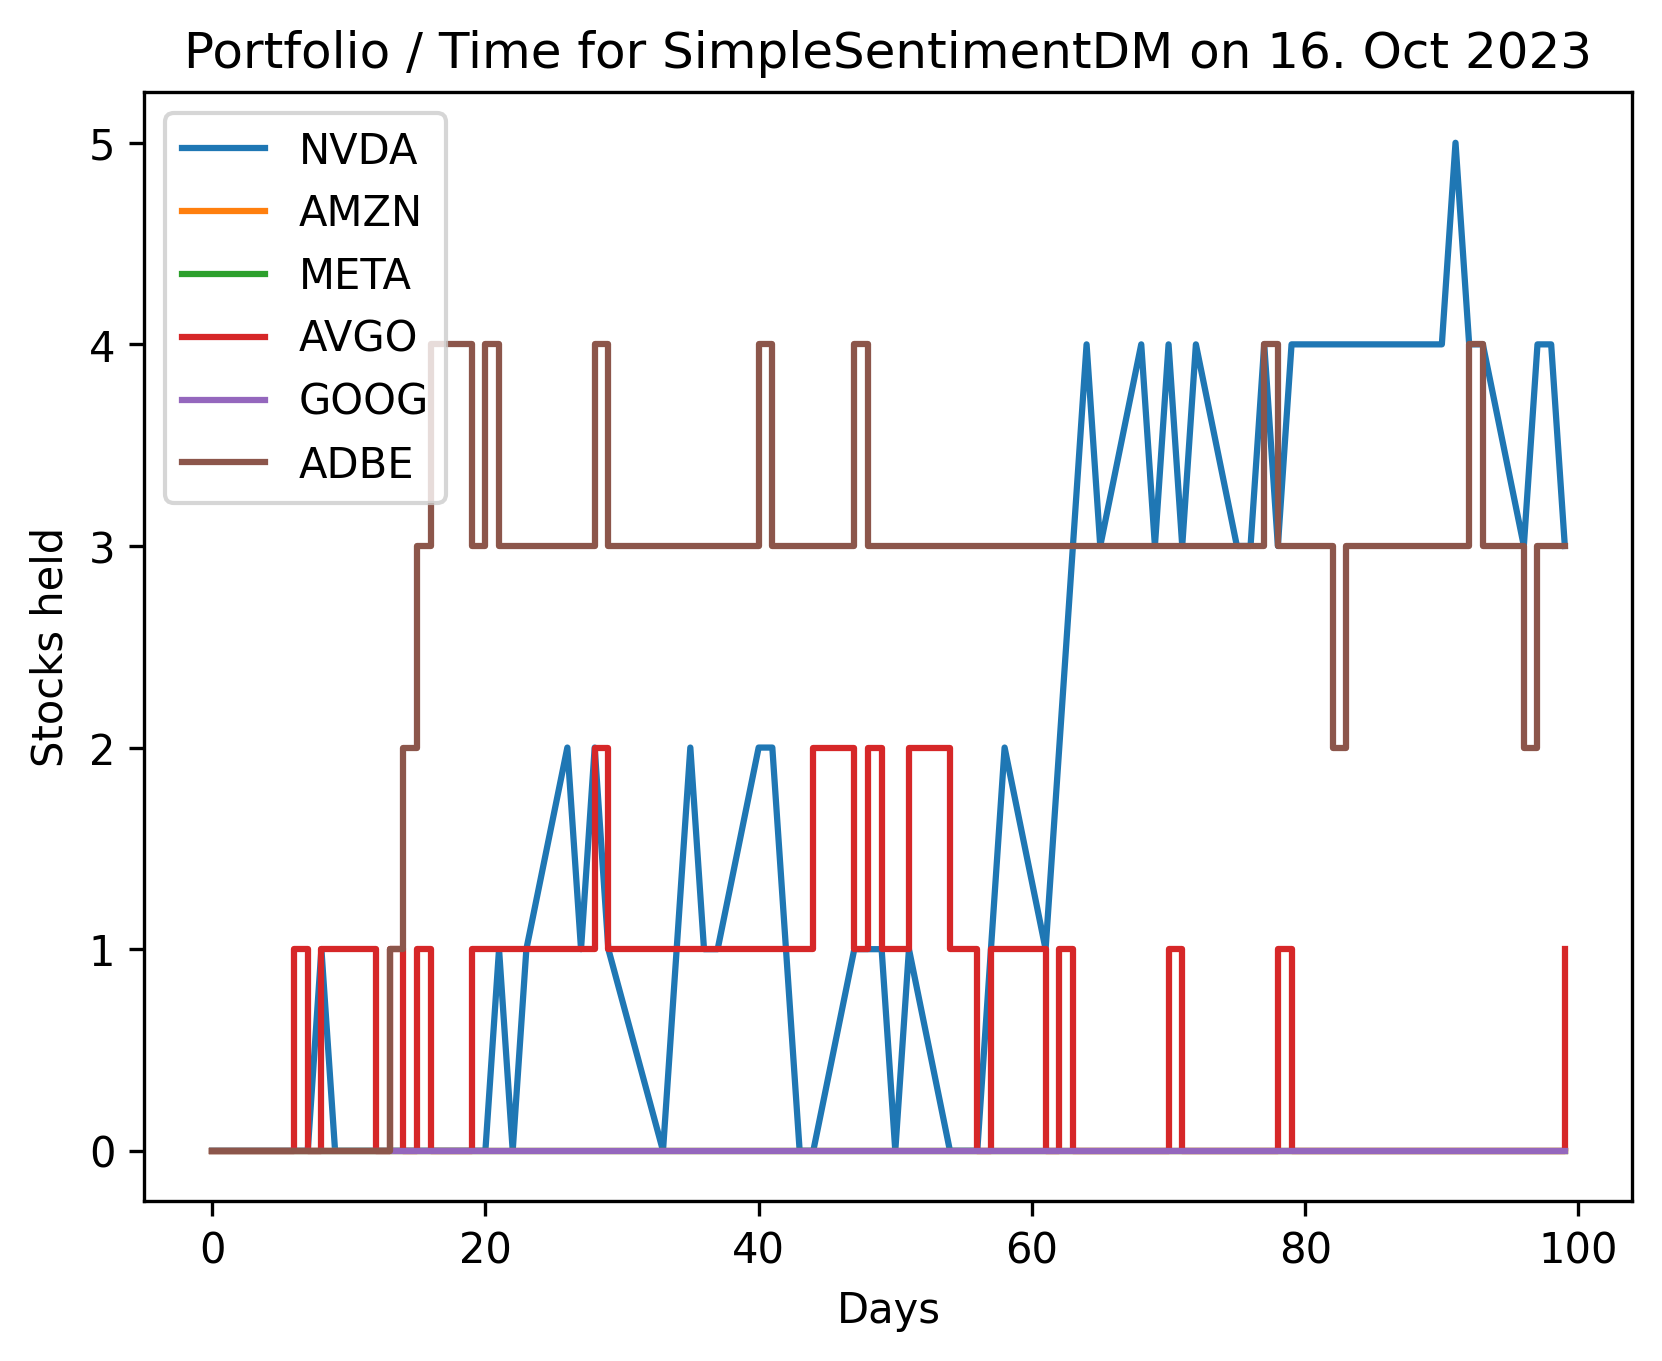 Portfolio / Time for SimpleSentimentDM on 16. Oct 2023
NVDA
AMZN
META
AVGO
GOOG
ADBE
5
4
3
2
1
0
Stocks held
0 20 40 60 80 100
Days